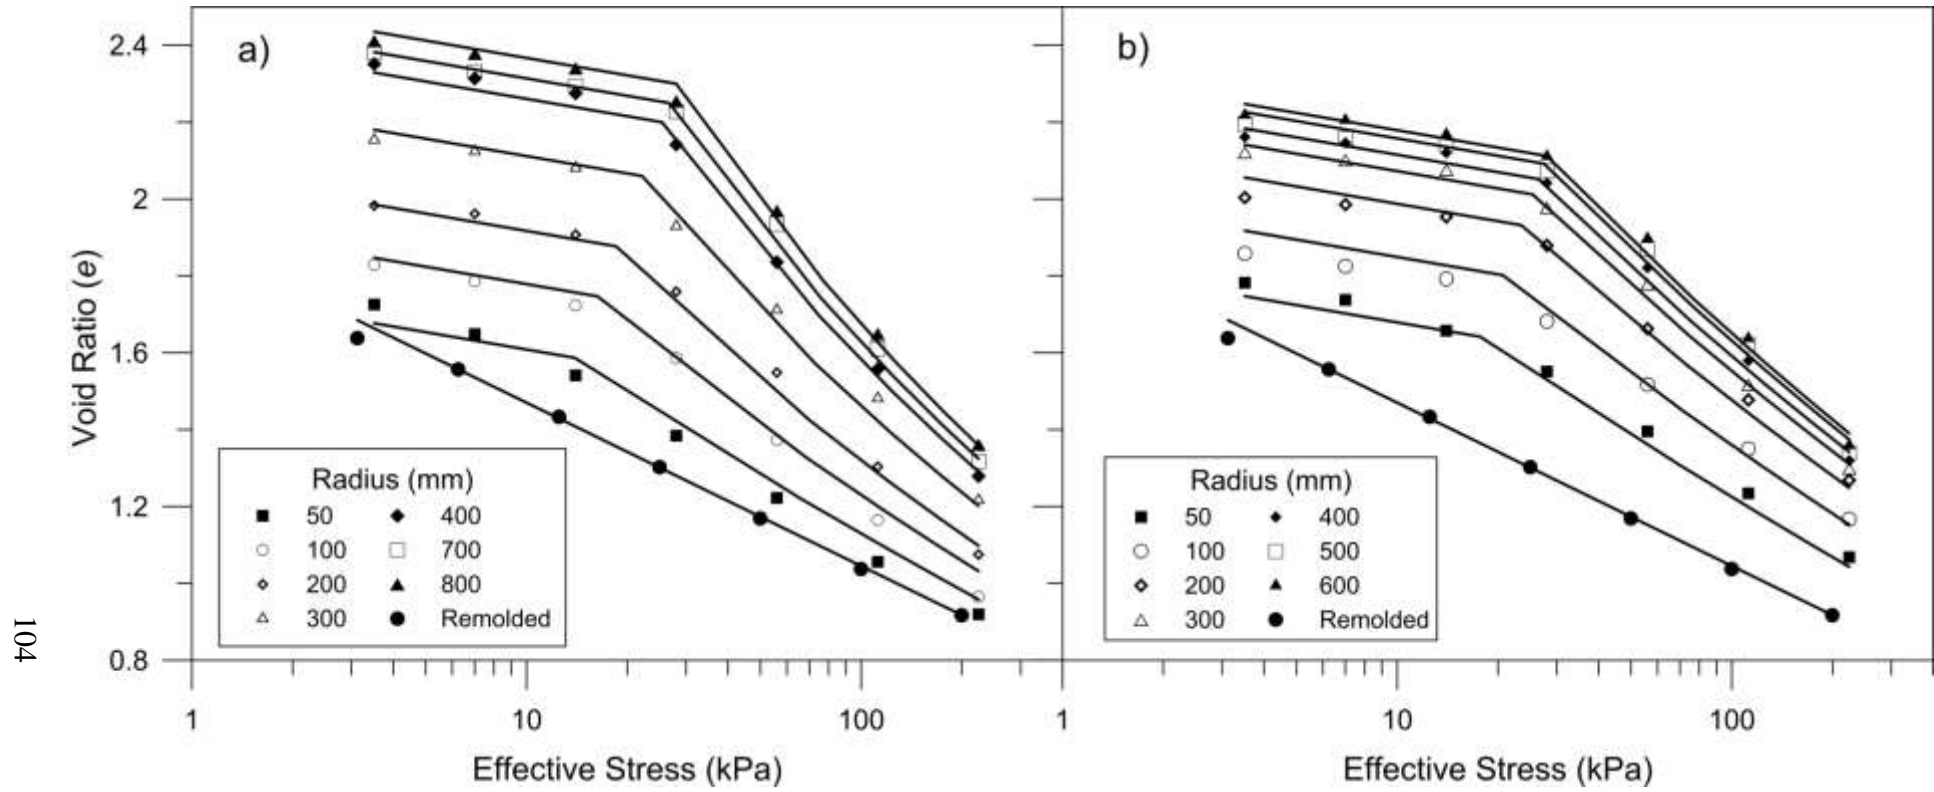 a)
b)
2.4
2
1.6
1.2
0.8
Void Ratio (e)
Radius (mm)
50 400
100 700
200 800
300 Remolded
Radius (mm)
50 400
100 500
200 600
300 Remolded
1 10 100 1 10 100
Effective Stress (kPa) Effective Stress (kPa)
104